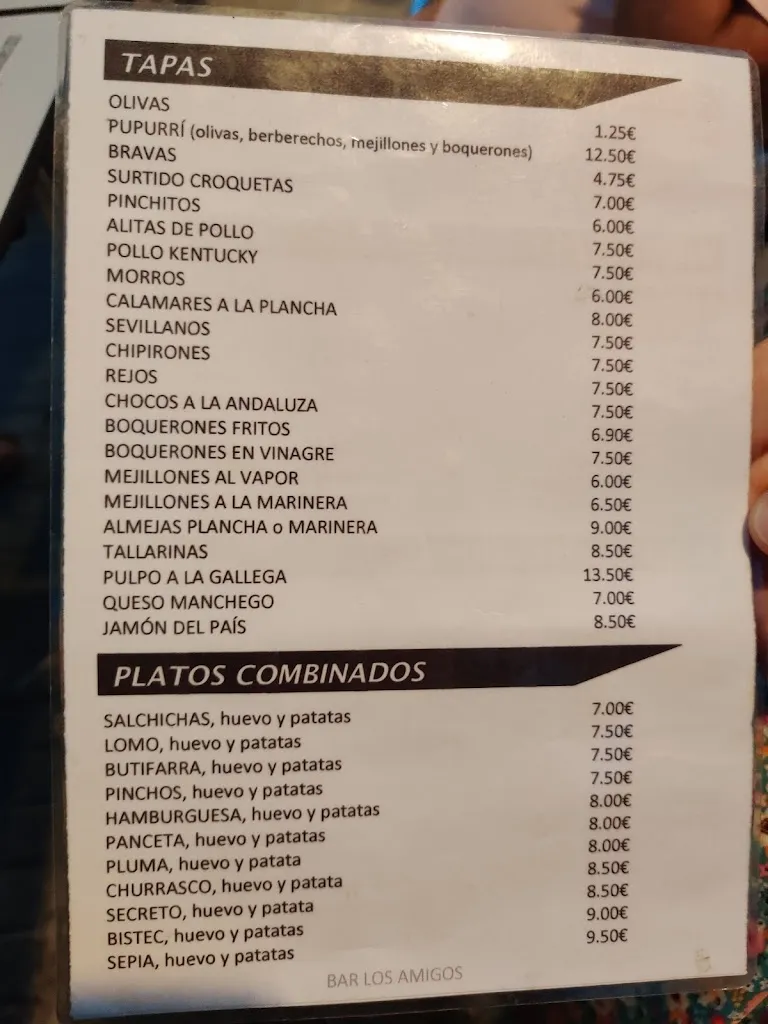 TAPAS
OLIVAS 1.25€
PUPURRÍ (olivas, berberechos, mejillones y boquerones) 12.50€
BRAVAS 4.75€
SURTIDO CROQUETAS 7.00€
PINCHITOS 6.00€
ALITAS DE POLLO 7.50€
POLLO KENTUCKY 7.50€
MORROS 6.00€
CALAMARES A LA PLANCHA 8.00€
SEVILLANOS 7.50€
CHIPIRONES 7.50€
REJOS 7.50€
CHOCOS A LA ANDALUZA 7.50€
BOQUERONES FRITOS 6.90€
BOQUERONES EN VINAGRE 7.50€
MEJILLONES AL VAPOR 6.00€
MEJILLONES A LA MARINERA 6.50€
ALMEJAS PLANCHA o MARINERA 9.00€
TALLARINAS 8.50€
PULPO A LA GALLEGA 13.50€
QUESO MANCHEGO 7.00€
JAMÓN DEL PAÍS 8.50€
PLATOS COMBINADOS
SALCHICHAS, huevo y patatas 7.00€
LOMO, huevo y patatas 7.50€
BUTIFARRA, huevo y patatas 7.50€
PINCHOS, huevo y patatas 7.50€
HAMBURGUESA, huevo y patatas 8.00€
PANCETA, huevo y patatas 8.00€
PLUMA, huevo y patata 8.00€
CHURRASCO, huevo y patata 8.50€
SECRETO, huevo y patata 8.50€
BISTEC, huevo y patatas 9.00€
SEPIA, huevo y patatas 9.50€
BAR LOS AMIGOS